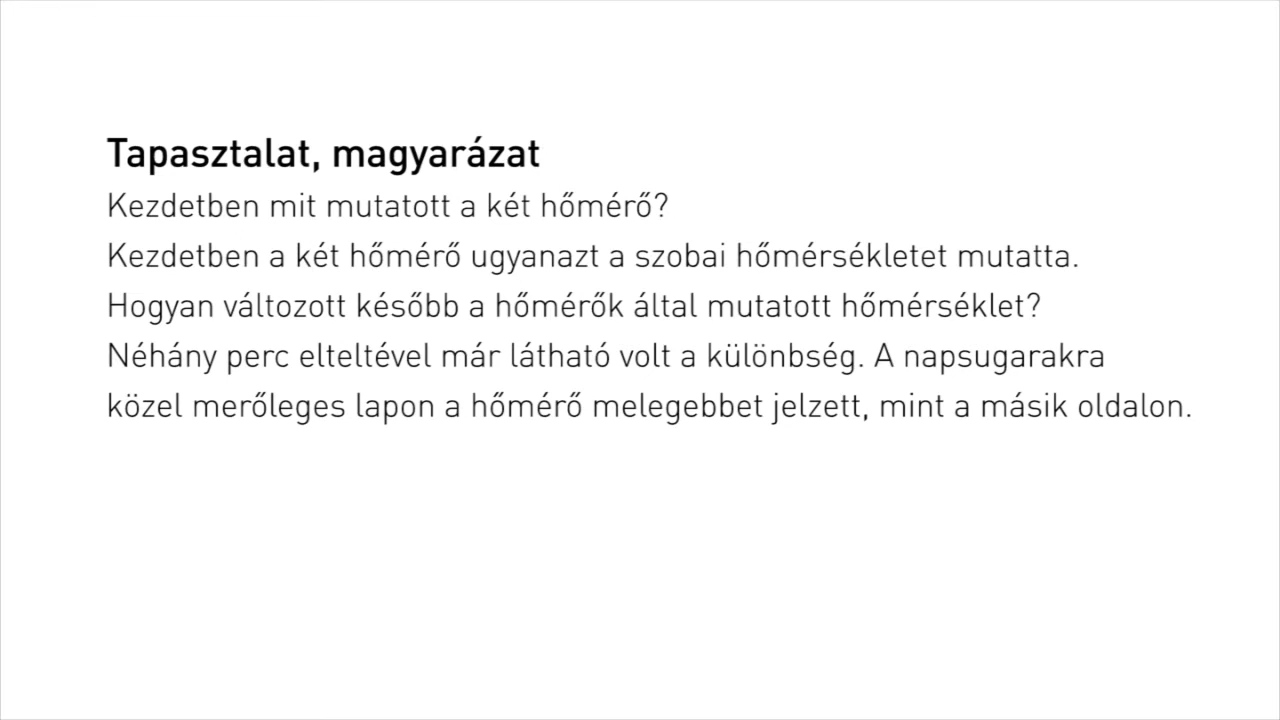 Tapasztalat, magyarázat
Kezdetben mit mutatott a két hőmérő?
Kezdetben a két hőmérő ugyanazt a szobai hőmérsékletet mutatta.
Hogyan változott később a hőmérők által mutatott hőmérséklet?
Néhány perc elteltével már látható volt a különbség. A napsugarakra
közel merőleges lapon a hőmérő melegebbet jelzett, mint a másik oldalon.